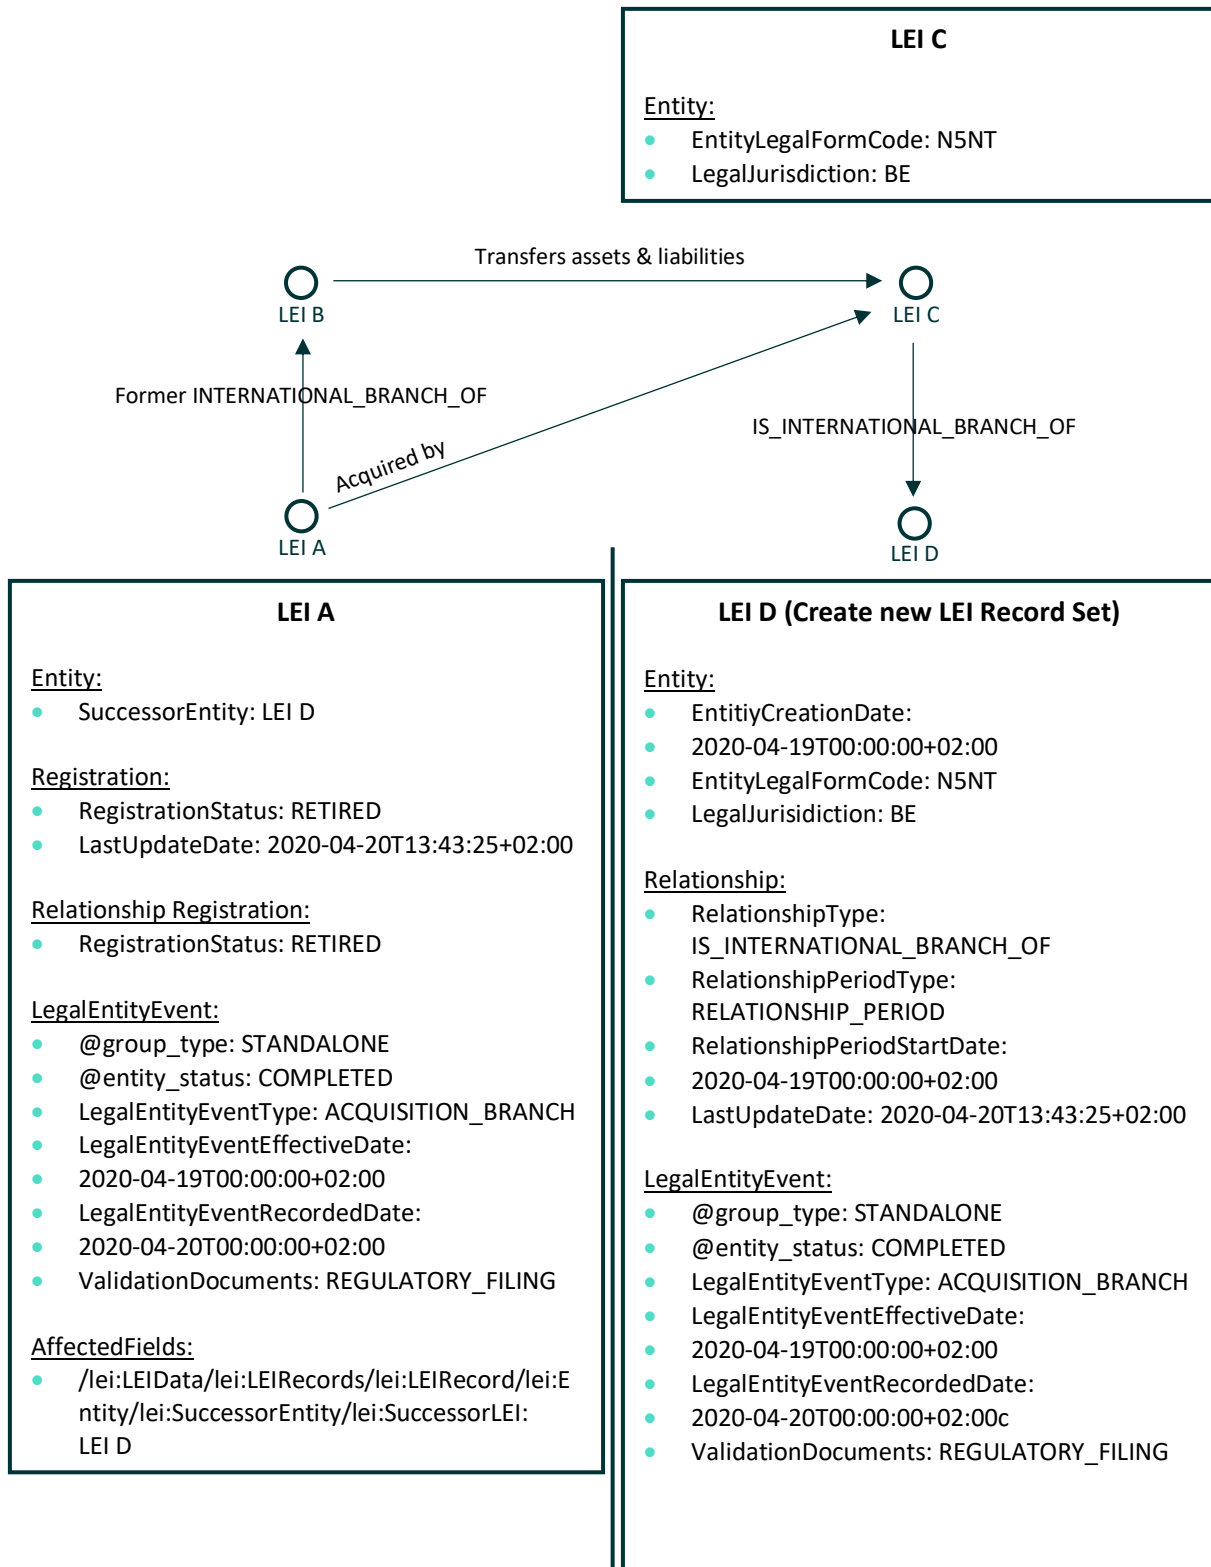 LEI C
Entity:
EntityLegalFormCode: N5NT
LegalJurisdiction: BE
Transfers assets & liabilities
LEI B
LEI C
Former INTERNATIONAL_BRANCH_OF
IS_INTERNATIONAL_BRANCH_OF
Acquired by
LEI A
LEI D
LEI A
Entity:
SuccessorEntity: LEI D
Registration:
RegistrationStatus: RETIRED
LastUpdateDate: 2020-04-20T13:43:25+02:00
Relationship Registration:
RegistrationStatus: RETIRED
LegalEntityEvent:
@group_type: STANDALONE
@entity_status: COMPLETED
LegalEntityEventType: ACQUISITION_BRANCH
LegalEntityEventEffectiveDate:
2020-04-19T00:00:00+02:00
LegalEntityEventRecordedDate:
2020-04-20T00:00:00+02:00
ValidationDocuments: REGULATORY_FILING
AffectedFields:
/lei:LEIData/lei:LEIRecords/lei:LEIRecord/lei:E
ntity/lei:SuccessorEntity/lei:SuccessorLEI:
LEI D
LEI D (Create new LEI Record Set)
Entity:
EntitiyCreationDate:
2020-04-19T00:00:00+02:00
EntityLegalFormCode: N5NT
LegalJurisidiction: BE
Relationship:
RelationshipType:
IS_INTERNATIONAL_BRANCH_OF
RelationshipPeriodType:
RELATIONSHIP_PERIOD
RelationshipPeriodStartDate:
2020-04-19T00:00:00+02:00
LastUpdateDate: 2020-04-20T13:43:25+02:00
LegalEntityEvent:
@group_type: STANDALONE
@entity_status: COMPLETED
LegalEntityEventType: ACQUISITION_BRANCH
LegalEntityEventEffectiveDate:
2020-04-19T00:00:00+02:00
LegalEntityEventRecordedDate:
2020-04-20T00:00:00+02:00c
ValidationDocuments: REGULATORY_FILING